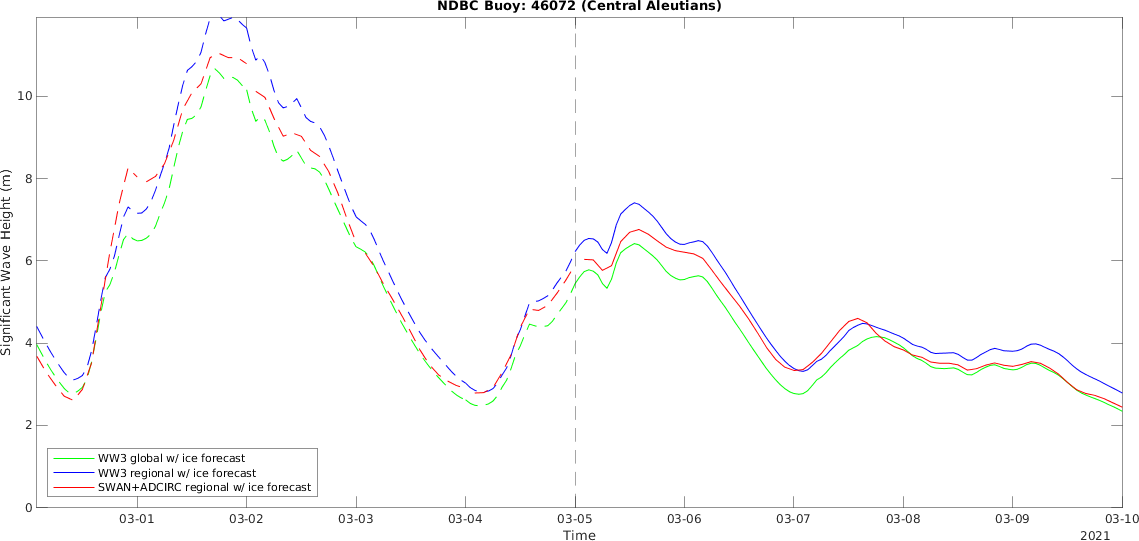 NDBC Buoy: 46072 (Central Aleutians)
Significant Wave Height (m)
10
8
6
4
2
0
WW3 global w/ ice forecast
WW3 regional w/ ice forecast
SWAN+ADCIRC regional w/ ice forecast
03-01 03-02 03-03 03-04 03-05 03-06 03-07 03-08 03-09 03-10
Time
2021